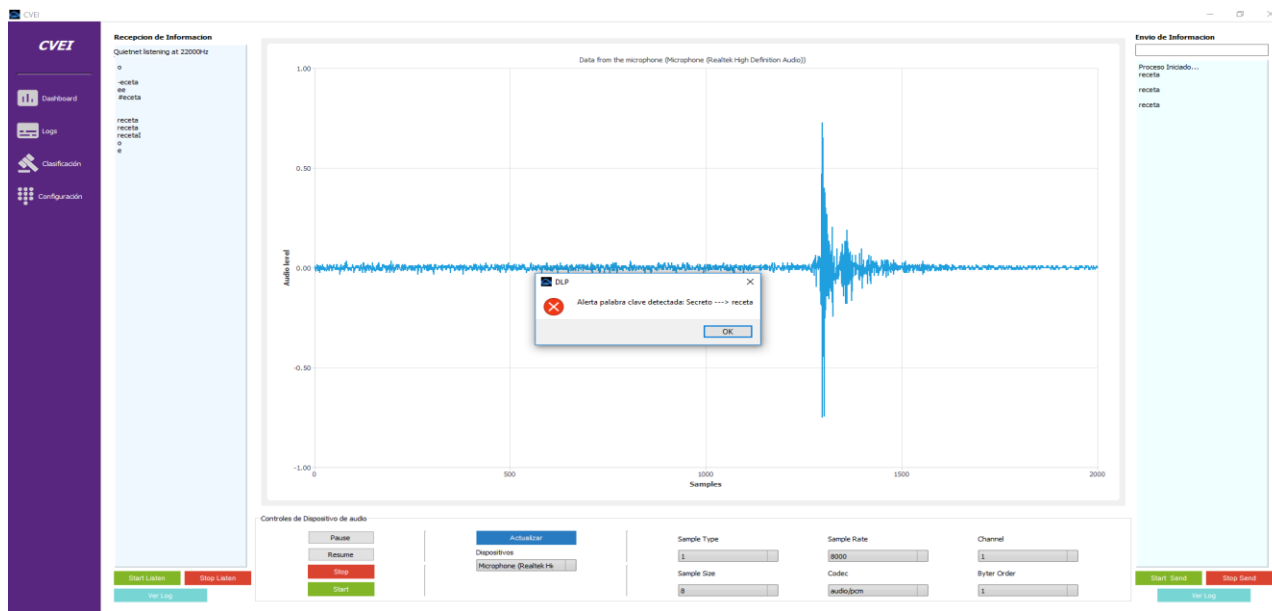 CVEI
CVEI
Dashboard
Logs
Clasificación
Configuración
Recepcion de Informacion
Quietnet listening at 22000Hz
o
-eceta
ee
#eceta
receta
receta
recetaI
o
e
Start Listen
Stop Listen
Ver Log
Data from the microphone (Microphone (Realtek High Definition Audio))
1.00
0.50
0.00
-0.50
-1.00
Audio level
0
500
1000
1500
2000
Samples
DLP
Alerta palabra clave detectada: Secreto ---> receta
OK
Controles de Dispositivo de audio
Pause
Resume
Stop
Start
Actualizar
Dispositivos
Microphone (Realtek Hi
Sample Type
1
Sample Size
8
Sample Rate
8000
Codec
audio/pcm
Channel
1
Byter Order
1
Envio de Informacion
Proceso Iniciado...
receta
receta
receta
Start Send
Stop Send
Ver Log